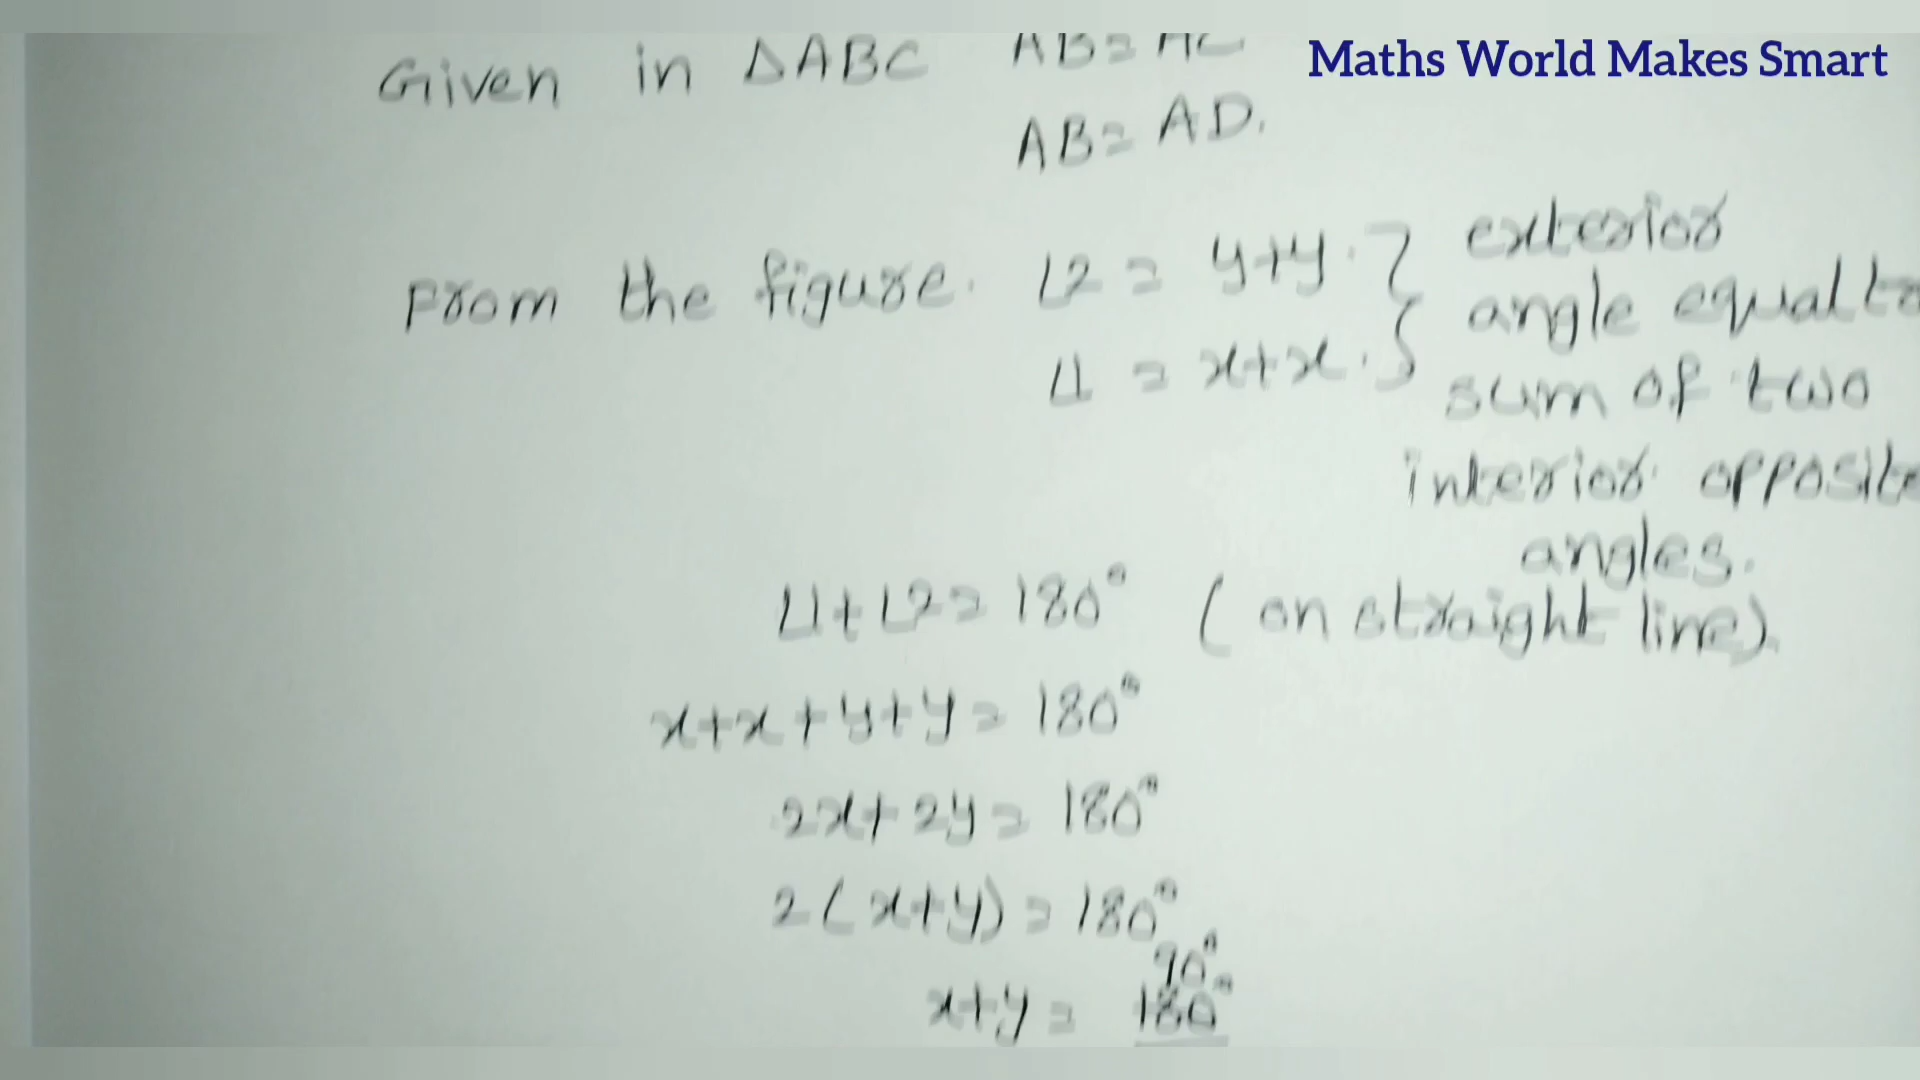 Maths World Makes Smart
Given in ΔABC AB = AC
AB = AD.
From the figure. ∠2 = y+y. } exterior
angle equal to
∠1 = x+x. }
sum of two
interior opposite
angles.
∠1+∠2 = 180° (on straight line).
x+x+y+y = 180°
2x+2y = 180°
2(x+y) = 180°
90°
x+y = 180°